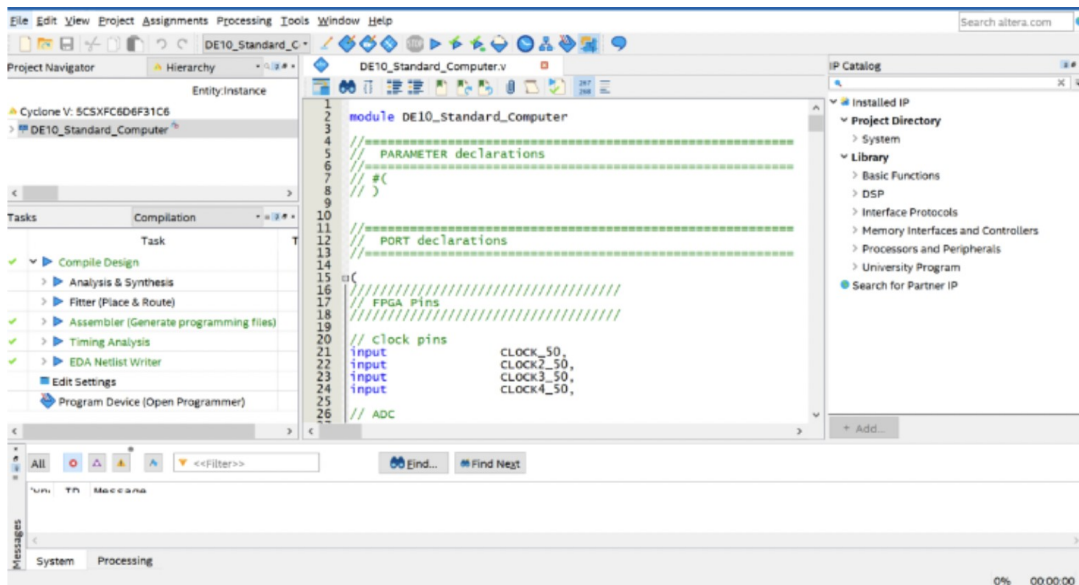 File Edit View Project Assignments Processing Tools Window Help
Search altera.com
DE10_Standard_C
Project Navigator
Hierarchy
Entity:Instance
Cyclone V: 5CSXFC6D6F31C6
DE10_Standard_Computer
Tasks
Compilation
Task
T
Compile Design
Analysis & Synthesis
Fitter (Place & Route)
Assembler (Generate programming files)
Timing Analysis
EDA Netlist Writer
Edit Settings
Program Device (Open Programmer)
DE10_Standard_Computer.v
267
268
1
2 module DE10_Standard_Computer
3
4 //=======================================================
5 // PARAMETER declarations
6 //=======================================================
7 // #(
8 // )
9
10
11 //=======================================================
12 // PORT declarations
13 //=======================================================
14
15 (
16 ////////////////////////////////////
17 // FPGA Pins
18 ////////////////////////////////////
19
20 // Clock pins
21 input CLOCK_50,
22 input CLOCK2_50,
23 input CLOCK3_50,
24 input CLOCK4_50,
25
26 // ADC
IP Catalog
Installed IP
Project Directory
System
Library
Basic Functions
DSP
Interface Protocols
Memory Interfaces and Controllers
Processors and Peripherals
University Program
Search for Partner IP
+ Add...
All
<<Filter>>
Find...
Find Next
ID Message
Messages
System Processing
0% 00:00:00